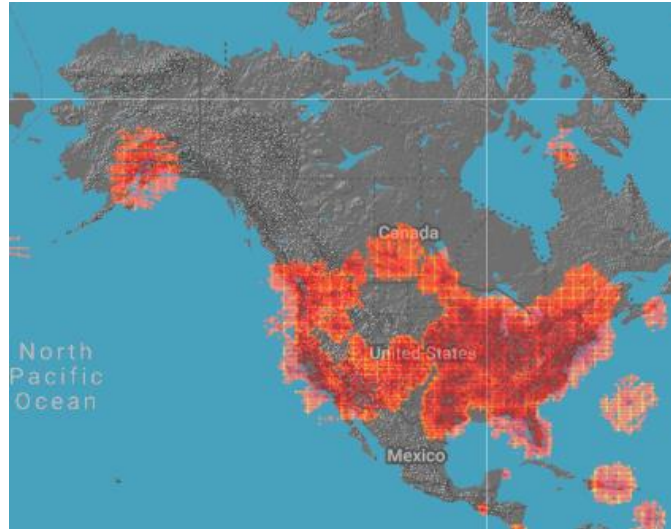 Canada
United States
North
Pacific
Ocean
Mexico